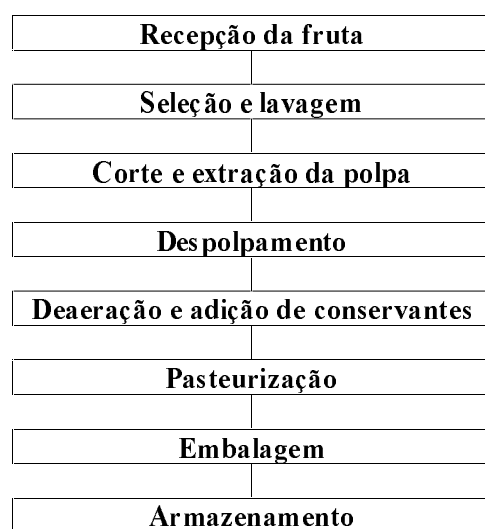 Recepção da fruta
Seleção e lavagem
Corte e extração da polpa
Despolpamento
Deaeração e adição de conservantes
Pasteurização
Embalagem
Armazenamento